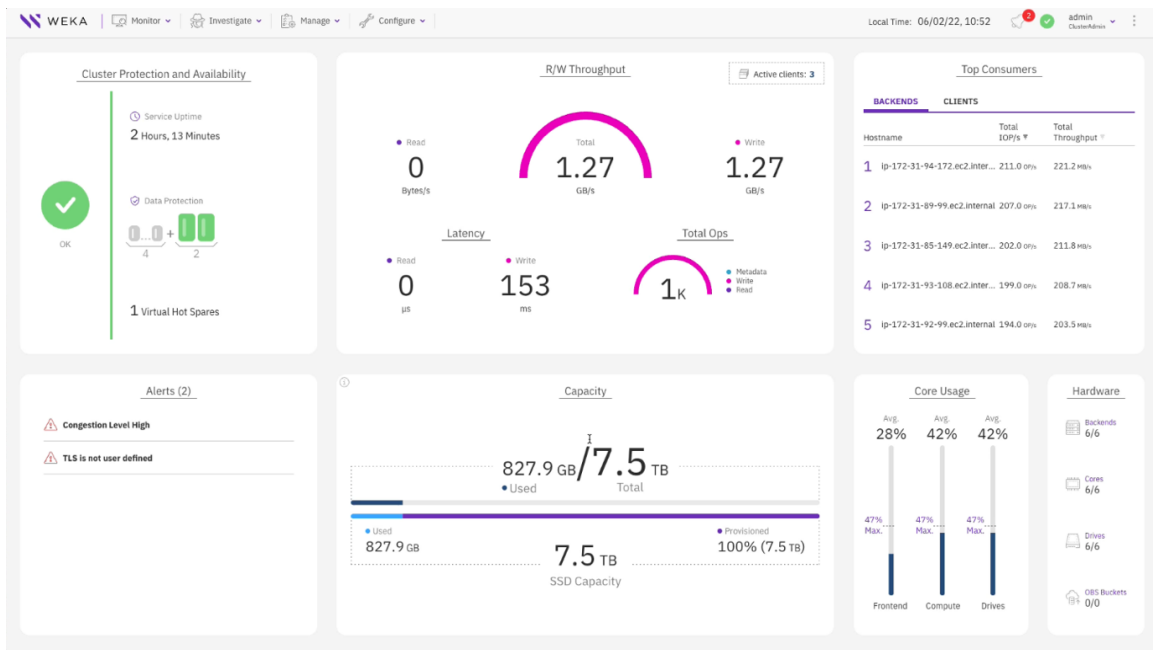 WEKA
Monitor
Investigate
Manage
Configure
Local Time: 06/02/22, 10:52
2
admin
ClusterAdmin
Cluster Protection and Availability
Service Uptime
2 Hours, 13 Minutes
OK
Data Protection
0...0 +
4 2
1 Virtual Hot Spares
R/W Throughput
Active clients: 3
Read
0
Bytes/s
Total
1.27
GB/s
Write
1.27
GB/s
Latency
Read
0
µs
Write
153
ms
Total Ops
1K
Metadata
Write
Read
Top Consumers
BACKENDS CLIENTS
Hostname Total IOP/s Total Throughput
1 ip-172-31-94-172.ec2.inter... 211.0 OP/s 221.2 MB/s
2 ip-172-31-89-99.ec2.internal 207.0 OP/s 217.1 MB/s
3 ip-172-31-85-149.ec2.inter... 202.0 OP/s 211.8 MB/s
4 ip-172-31-93-108.ec2.inter... 199.0 OP/s 208.7 MB/s
5 ip-172-31-92-99.ec2.internal 194.0 OP/s 203.5 MB/s
Alerts (2)
Congestion Level High
TLS is not user defined
Capacity
827.9 GB/7.5 TB
Used Total
Used
827.9 GB
Provisioned
100% (7.5 TB)
7.5 TB
SSD Capacity
Core Usage
Avg. Avg. Avg.
28% 42% 42%
47% 47% 47%
Max. Max. Max.
Frontend Compute Drives
Hardware
Backends
6/6
Cores
6/6
Drives
6/6
OBS Buckets
0/0